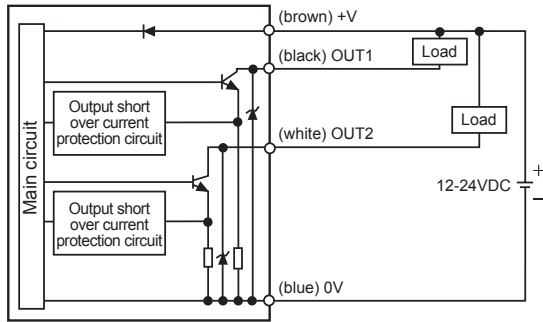 (brown) +V
(black) OUT1
Load
Output short
over current
protection circuit
(white) OUT2
Load
Main circuit
12-24VDC
+
−
Output short
over current
protection circuit
(blue) 0V